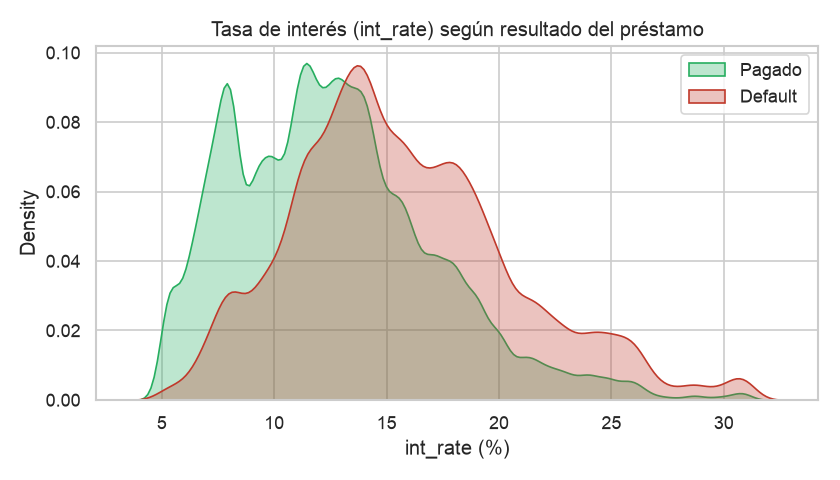 Tasa de interés (int_rate) según resultado del préstamo
Pagado
Default
Density
0.10
0.08
0.06
0.04
0.02
0.00
5 10 15 20 25 30
int_rate (%)